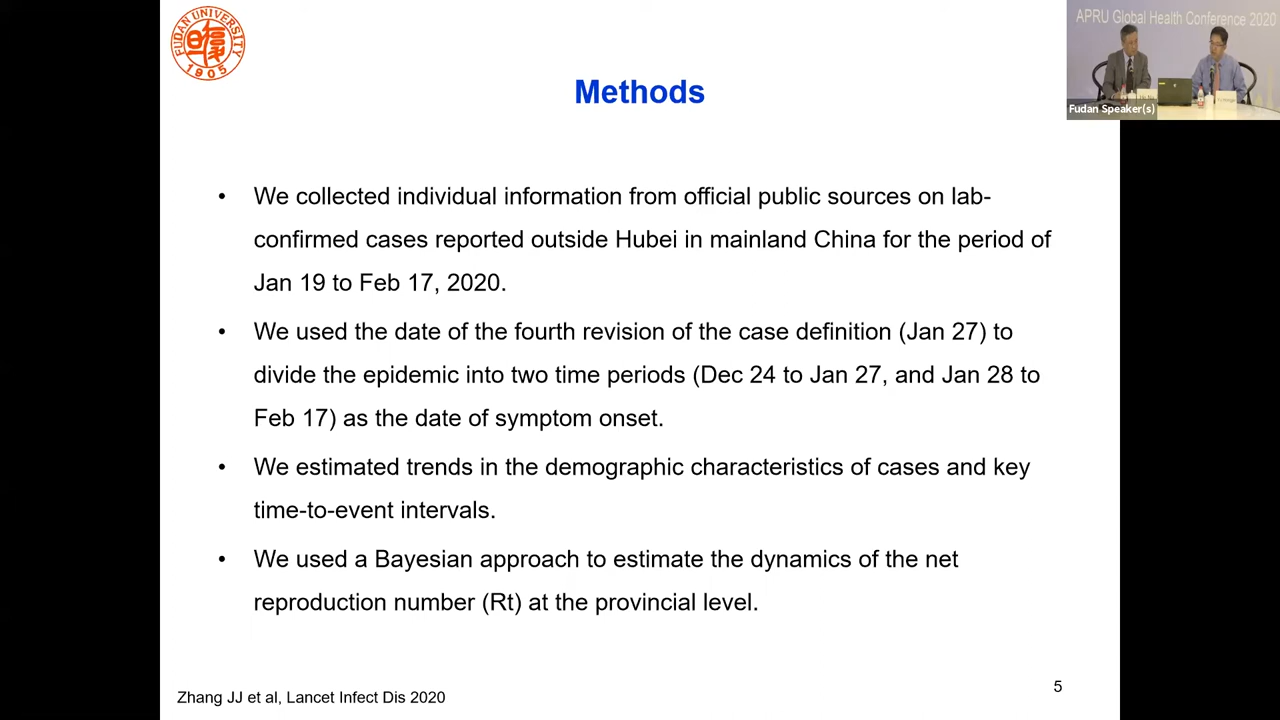 FUDAN UNIVERSITY
1905
APRU Global Health Conference 2020
Fudan Speaker(s)
Methods
• We collected individual information from official public sources on lab-
confirmed cases reported outside Hubei in mainland China for the period of
Jan 19 to Feb 17, 2020.
• We used the date of the fourth revision of the case definition (Jan 27) to
divide the epidemic into two time periods (Dec 24 to Jan 27, and Jan 28 to
Feb 17) as the date of symptom onset.
• We estimated trends in the demographic characteristics of cases and key
time-to-event intervals.
• We used a Bayesian approach to estimate the dynamics of the net
reproduction number (Rt) at the provincial level.
Zhang JJ et al, Lancet Infect Dis 2020
5